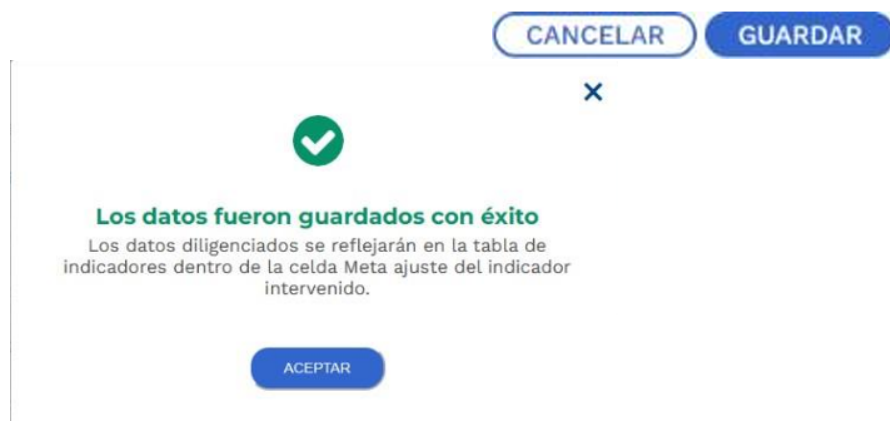 CANCELAR GUARDAR
Los datos fueron guardados con éxito
Los datos diligenciados se reflejarán en la tabla de
indicadores dentro de la celda Meta ajuste del indicador
intervenido.
ACEPTAR